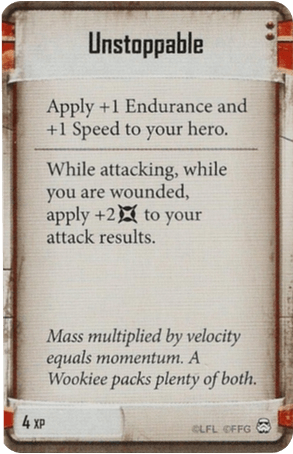 Unstoppable
Apply +1 Endurance and
+1 Speed to your hero.
While attacking, while
you are wounded,
apply +2 to your
attack results.
Mass multiplied by velocity
equals momentum. A
Wookiee packs plenty of both.
4 XP
©LFL ©FFG